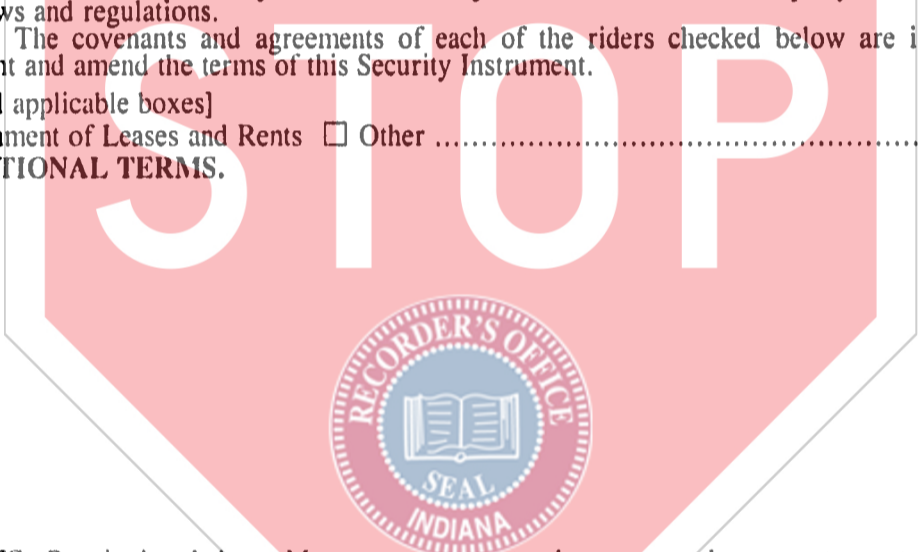 ws and regulations.
The covenants and agreements of each of the riders checked below are i
nt and amend the terms of this Security Instrument.
applicable boxes]
ment of Leases and Rents ☐ Other ....................................................................
TIONAL TERMS.
STOP
RECORDER'S OFFICE
SEAL
INDIANA